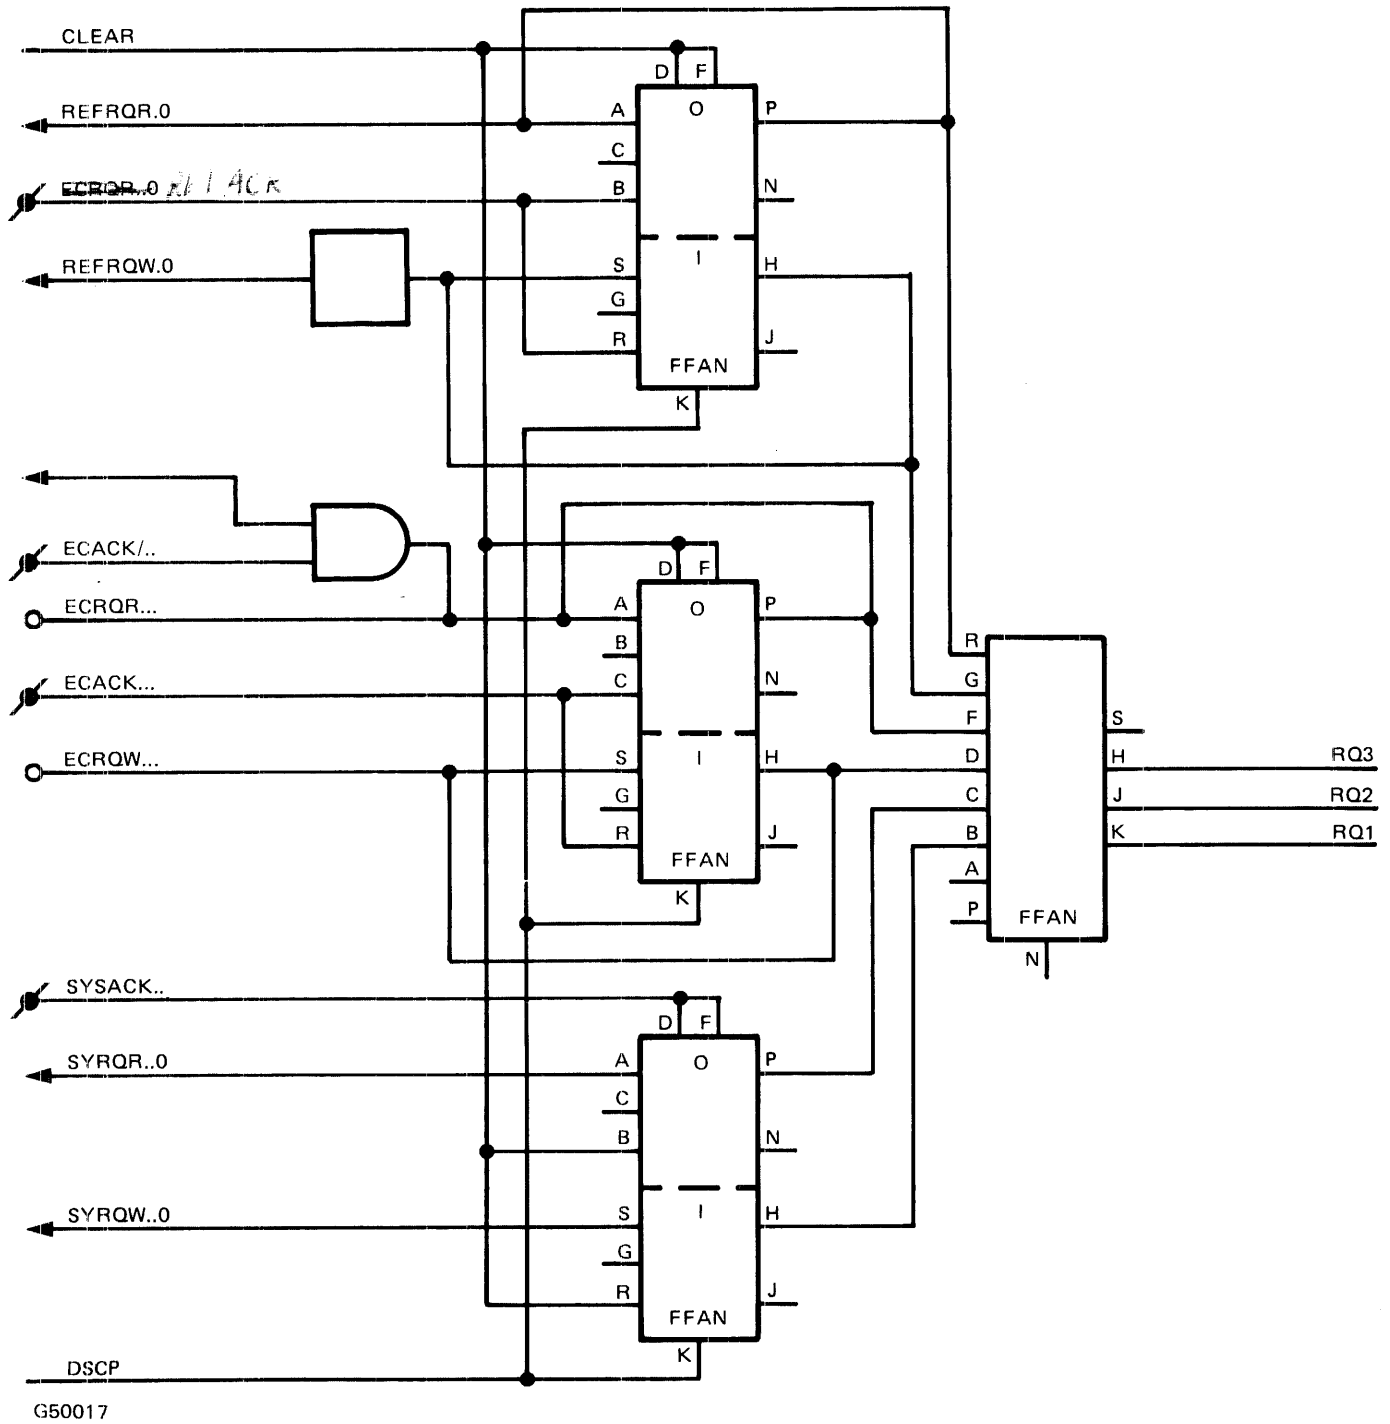 CLEAR
D F
REFRQR.0 A O P
C
ECRQR..0 ACK B N
REFRQW.0 S I H
G
R J
FFAN
K
ECACK/..
D F
ECRQR... A O P
B
ECACK... C N
ECRQW... S I H
G
R J
FFAN
K
R
G
F S
D H RQ3
C J RQ2
B K RQ1
A
P FFAN
N
SYSACK..
D F
SYRQR..0 A O P
C
B N
SYRQW..0 S I H
G
R J
FFAN
K
DSCP
G50017